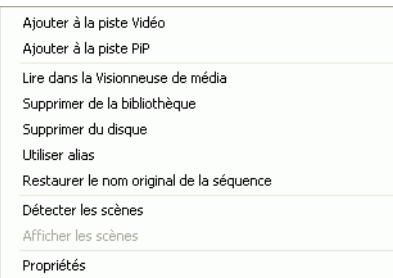 Ajouter à la piste Vidéo
Ajouter à la piste PiP
Lire dans la Visionneuse de média
Supprimer de la bibliothèque
Supprimer du disque
Utiliser alias
Restaurer le nom original de la séquence
Détecter les scènes
Afficher les scènes
Propriétés